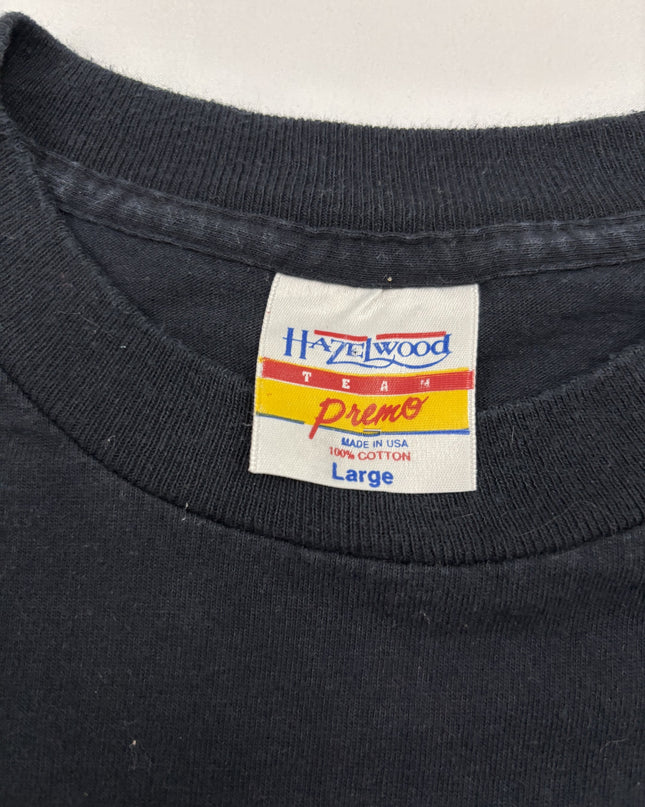 Hazelwood
TEAM
Premo
MADE IN USA
100% COTTON
Large